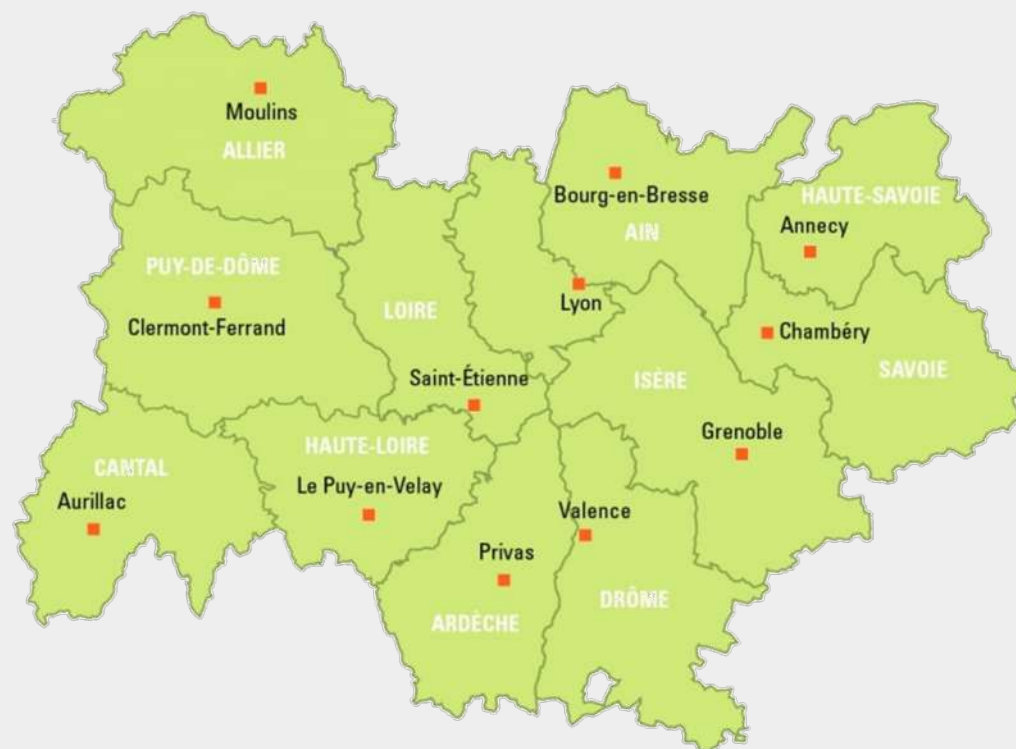 Moulins
ALLIER
Bourg-en-Bresse
AIN
HAUTE-SAVOIE
Annecy
PUY-DE-DÔME
Clermont-Ferrand
LOIRE
Lyon
Chambéry
SAVOIE
Saint-Étienne
ISÈRE
Grenoble
HAUTE-LOIRE
Le Puy-en-Velay
CANTAL
Aurillac
Valence
Privas
DRÔME
ARDÈCHE